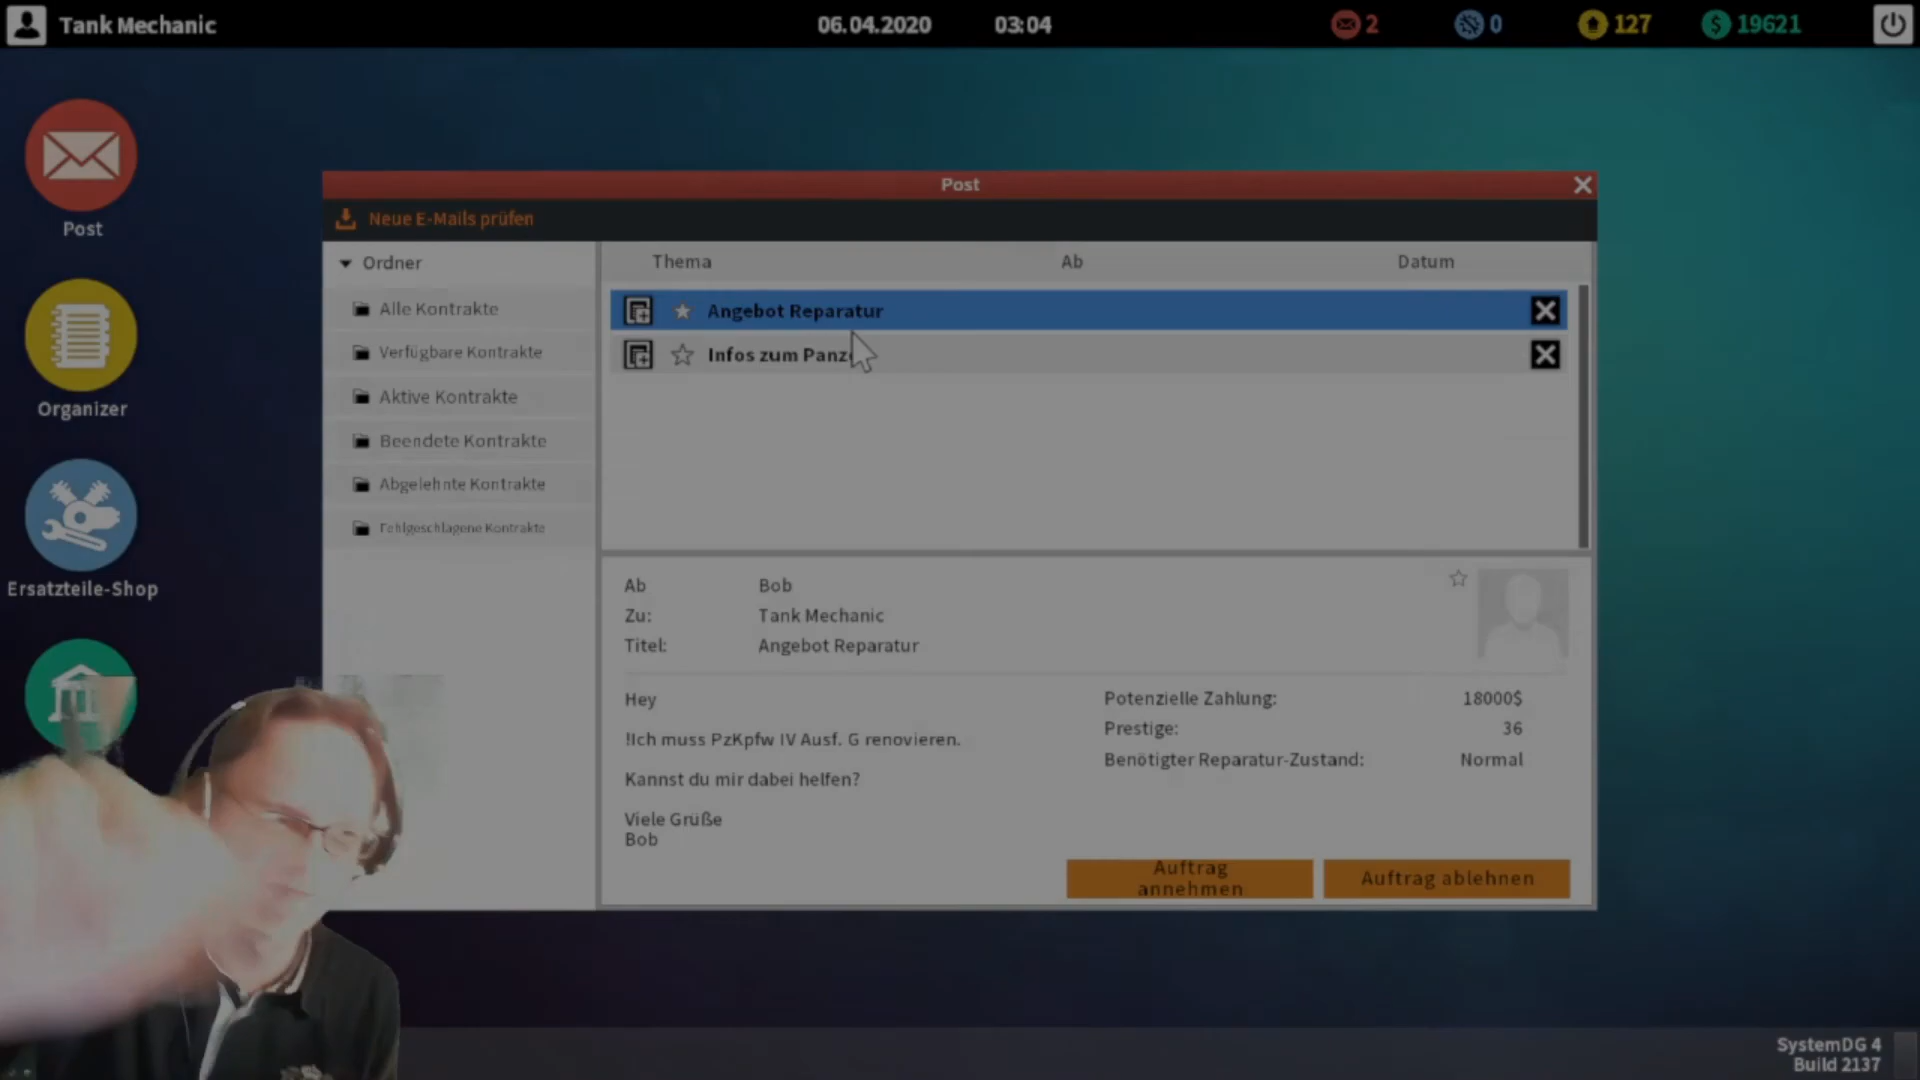 Tank Mechanic
06.04.2020
03:04
2
0
127
19621
Post
Organizer
Ersatzteile-Shop
Post
Neue E-Mails prüfen
Ordner
Alle Kontrakte
Verfügbare Kontrakte
Aktive Kontrakte
Beendete Kontrakte
Abgelehnte Kontrakte
Fehlgeschlagene Kontrakte
Thema
Ab
Datum
Angebot Reparatur
Infos zum Panz
Ab
Bob
Zu:
Tank Mechanic
Titel:
Angebot Reparatur
Hey
!Ich muss PzKpfw IV Ausf. G renovieren.
Kannst du mir dabei helfen?
Viele Grüße
Bob
Potenzielle Zahlung:
18000$
Prestige:
36
Benötigter Reparatur-Zustand:
Normal
Auftrag
annehmen
Auftrag ablehnen
SystemDG 4
Build 2137